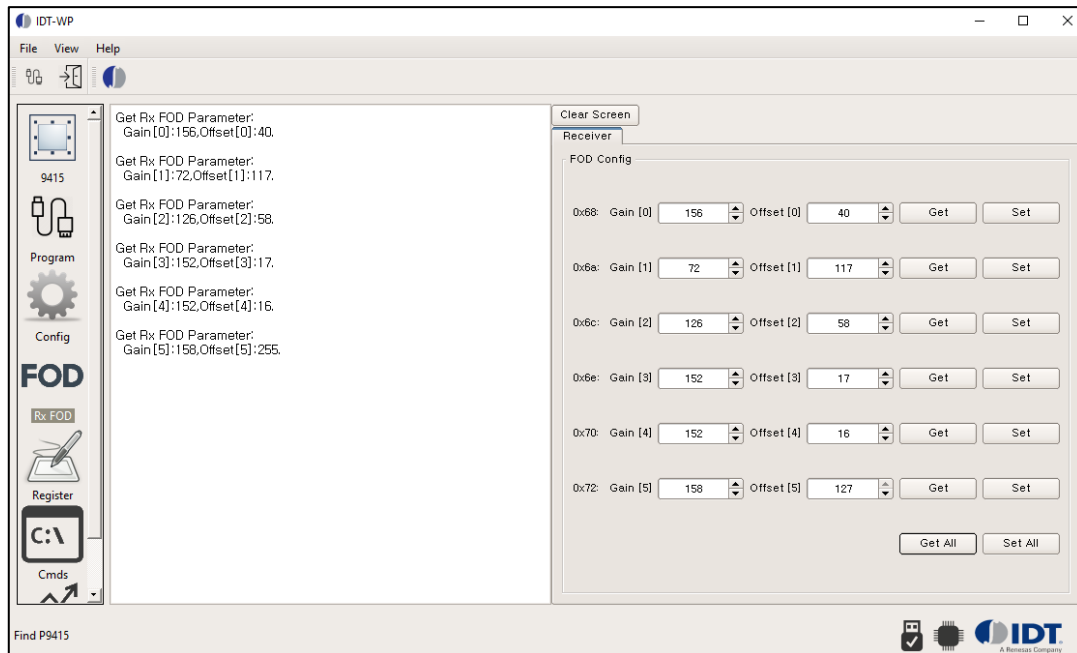 IDT-WP
File View Help
9415
Program
Config
FOD
Rx FOD
Register
C:\
Cmds
Get Rx FOD Parameter:
Gain[0]:156,Offset[0]:40.
Get Rx FOD Parameter:
Gain[1]:72,Offset[1]:117.
Get Rx FOD Parameter:
Gain[2]:126,Offset[2]:58.
Get Rx FOD Parameter:
Gain[3]:152,Offset[3]:17.
Get Rx FOD Parameter:
Gain[4]:152,Offset[4]:16.
Get Rx FOD Parameter:
Gain[5]:158,Offset[5]:255.
Clear Screen
Receiver
FOD Config
0x68: Gain [0] 156 Offset [0] 40 Get Set
0x6a: Gain [1] 72 Offset [1] 117 Get Set
0x6c: Gain [2] 126 Offset [2] 58 Get Set
0x6e: Gain [3] 152 Offset [3] 17 Get Set
0x70: Gain [4] 152 Offset [4] 16 Get Set
0x72: Gain [5] 158 Offset [5] 127 Get Set
Get All Set All
Find P9415
IDT.
A Renesas Company